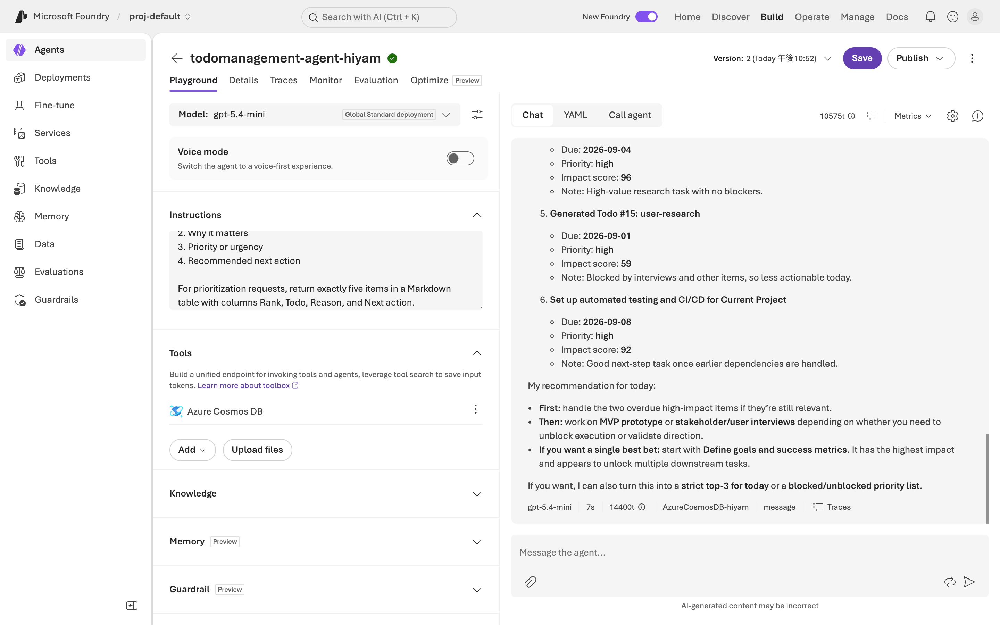 Microsoft Foundry / proj-default
Search with AI (Ctrl + K)
New Foundry
Home Discover Build Operate Manage Docs
Agents
Deployments
Fine-tune
Services
Tools
Knowledge
Memory
Data
Evaluations
Guardrails
todomanagement-agent-hiyam
Version: 2 (Today 午後10:52)
Save
Publish
Playground Details Traces Monitor Evaluation Optimize Preview
Model: gpt-5.4-mini Global Standard deployment
Voice mode
Switch the agent to a voice-first experience.
Instructions
2. Why it matters
3. Priority or urgency
4. Recommended next action
For prioritization requests, return exactly five items in a Markdown
table with columns Rank, Todo, Reason, and Next action.
Tools
Build a unified endpoint for invoking tools and agents, leverage tool search to save input
tokens. Learn more about toolbox
Azure Cosmos DB
Add
Upload files
Knowledge
Memory Preview
Guardrail Preview
Chat YAML Call agent
10575t
Metrics
Due: 2026-09-04
Priority: high
Impact score: 96
Note: High-value research task with no blockers.
5. Generated Todo #15: user-research
Due: 2026-09-01
Priority: high
Impact score: 59
Note: Blocked by interviews and other items, so less actionable today.
6. Set up automated testing and CI/CD for Current Project
Due: 2026-09-08
Priority: high
Impact score: 92
Note: Good next-step task once earlier dependencies are handled.
My recommendation for today:
• First: handle the two overdue high-impact items if they’re still relevant.
• Then: work on MVP prototype or stakeholder/user interviews depending on whether you need to
unblock execution or validate direction.
• If you want a single best bet: start with Define goals and success metrics. It has the highest impact
and appears to unlock multiple downstream tasks.
If you want, I can also turn this into a strict top-3 for today or a blocked/unblocked priority list.
gpt-5.4-mini 7s 14400t AzureCosmosDB-hiyam message Traces
Message the agent...
AI-generated content may be incorrect